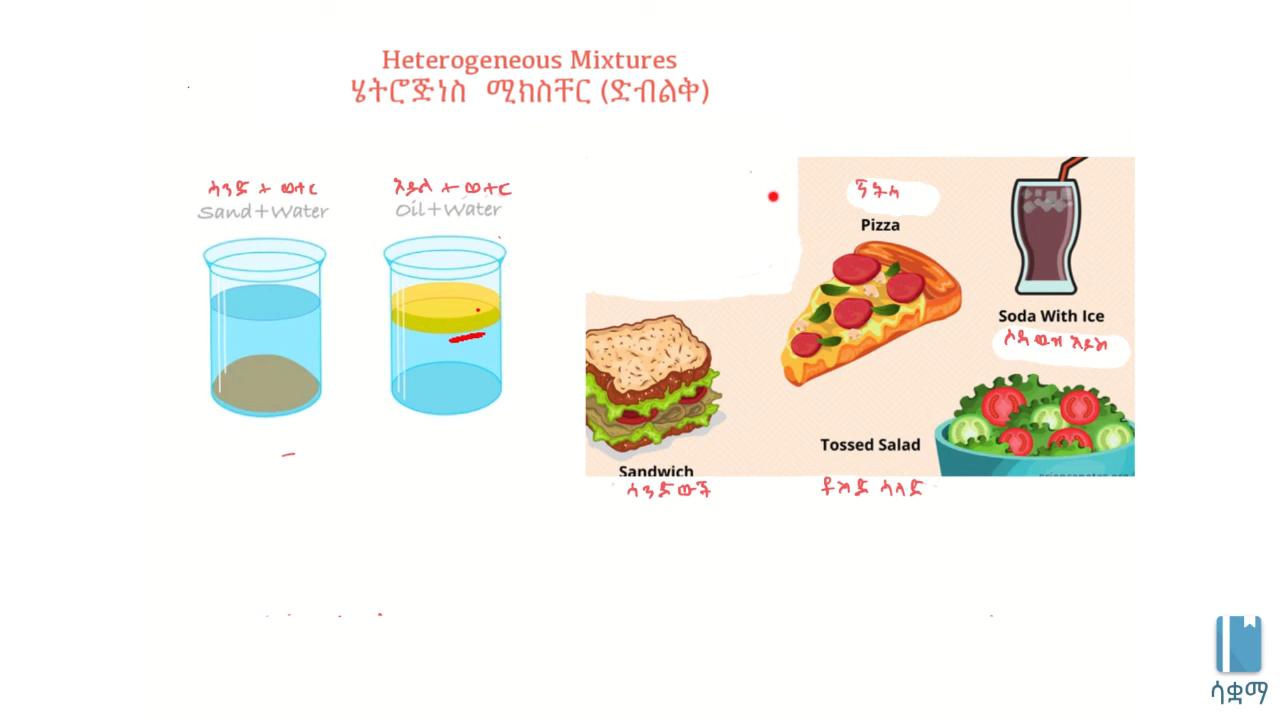 Heterogeneous Mixtures
ሄትሮጅነስ ሚክስቸር (ድብልቅ)
ሳንድ + ወተር
Sand+Water
ኦይል + ወተር
Oil+Water
ፒትሳ
Pizza
Soda With Ice
ሶዳ ዊዝ አይስ
Tossed Salad
ቶስድ ሳላድ
Sandwich
ሳንድዊች
ሳቋማ